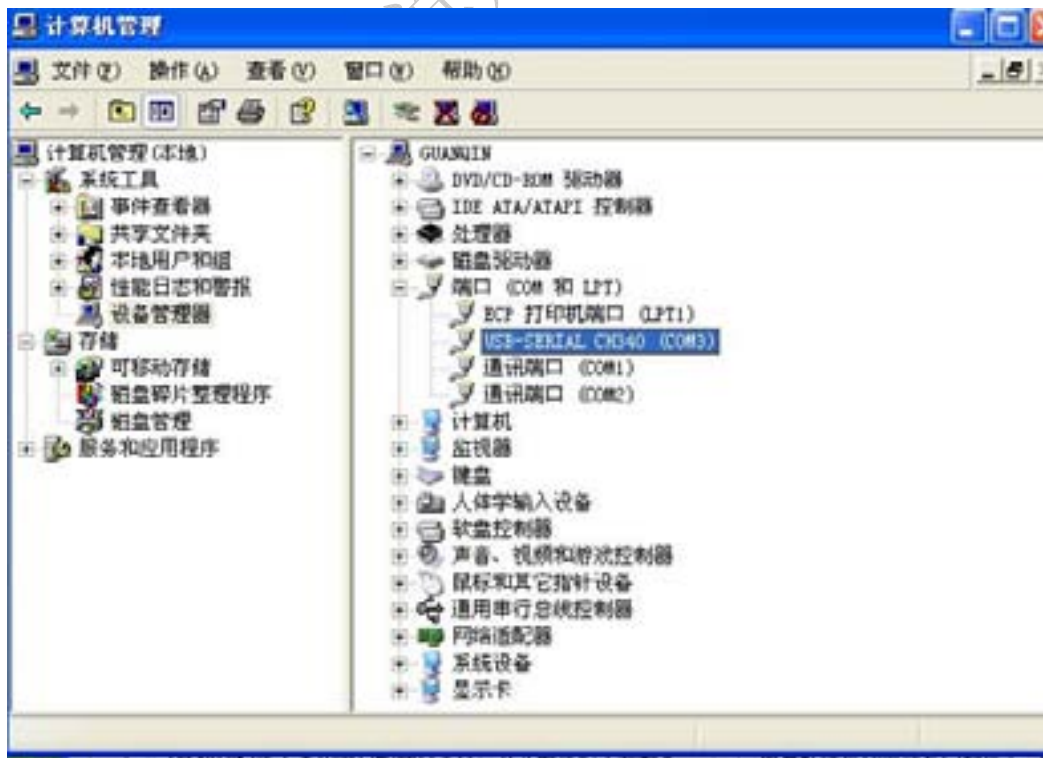 计算机管理
文件(F) 操作(A) 查看(V) 窗口(W) 帮助(H)
计算机管理(本地)
系统工具
事件查看器
共享文件夹
本地用户和组
性能日志和警报
设备管理器
存储
可移动存储
磁盘碎片整理程序
磁盘管理
服务和应用程序
GUANQIN
DVD/CD-ROM 驱动器
IDE ATA/ATAPI 控制器
处理器
磁盘驱动器
端口 (COM 和 LPT)
ECP 打印机端口 (LPT1)
USB-SERIAL CH340 (COM3)
通讯端口 (COM1)
通讯端口 (COM2)
计算机
监视器
键盘
人体学输入设备
软盘控制器
声音、视频和游戏控制器
鼠标和其它指针设备
通用串行总线控制器
网络适配器
系统设备
显示卡